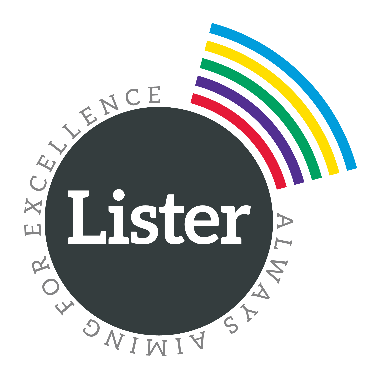 Lister
ALWAYS AIMING FOR EXCELLENCE